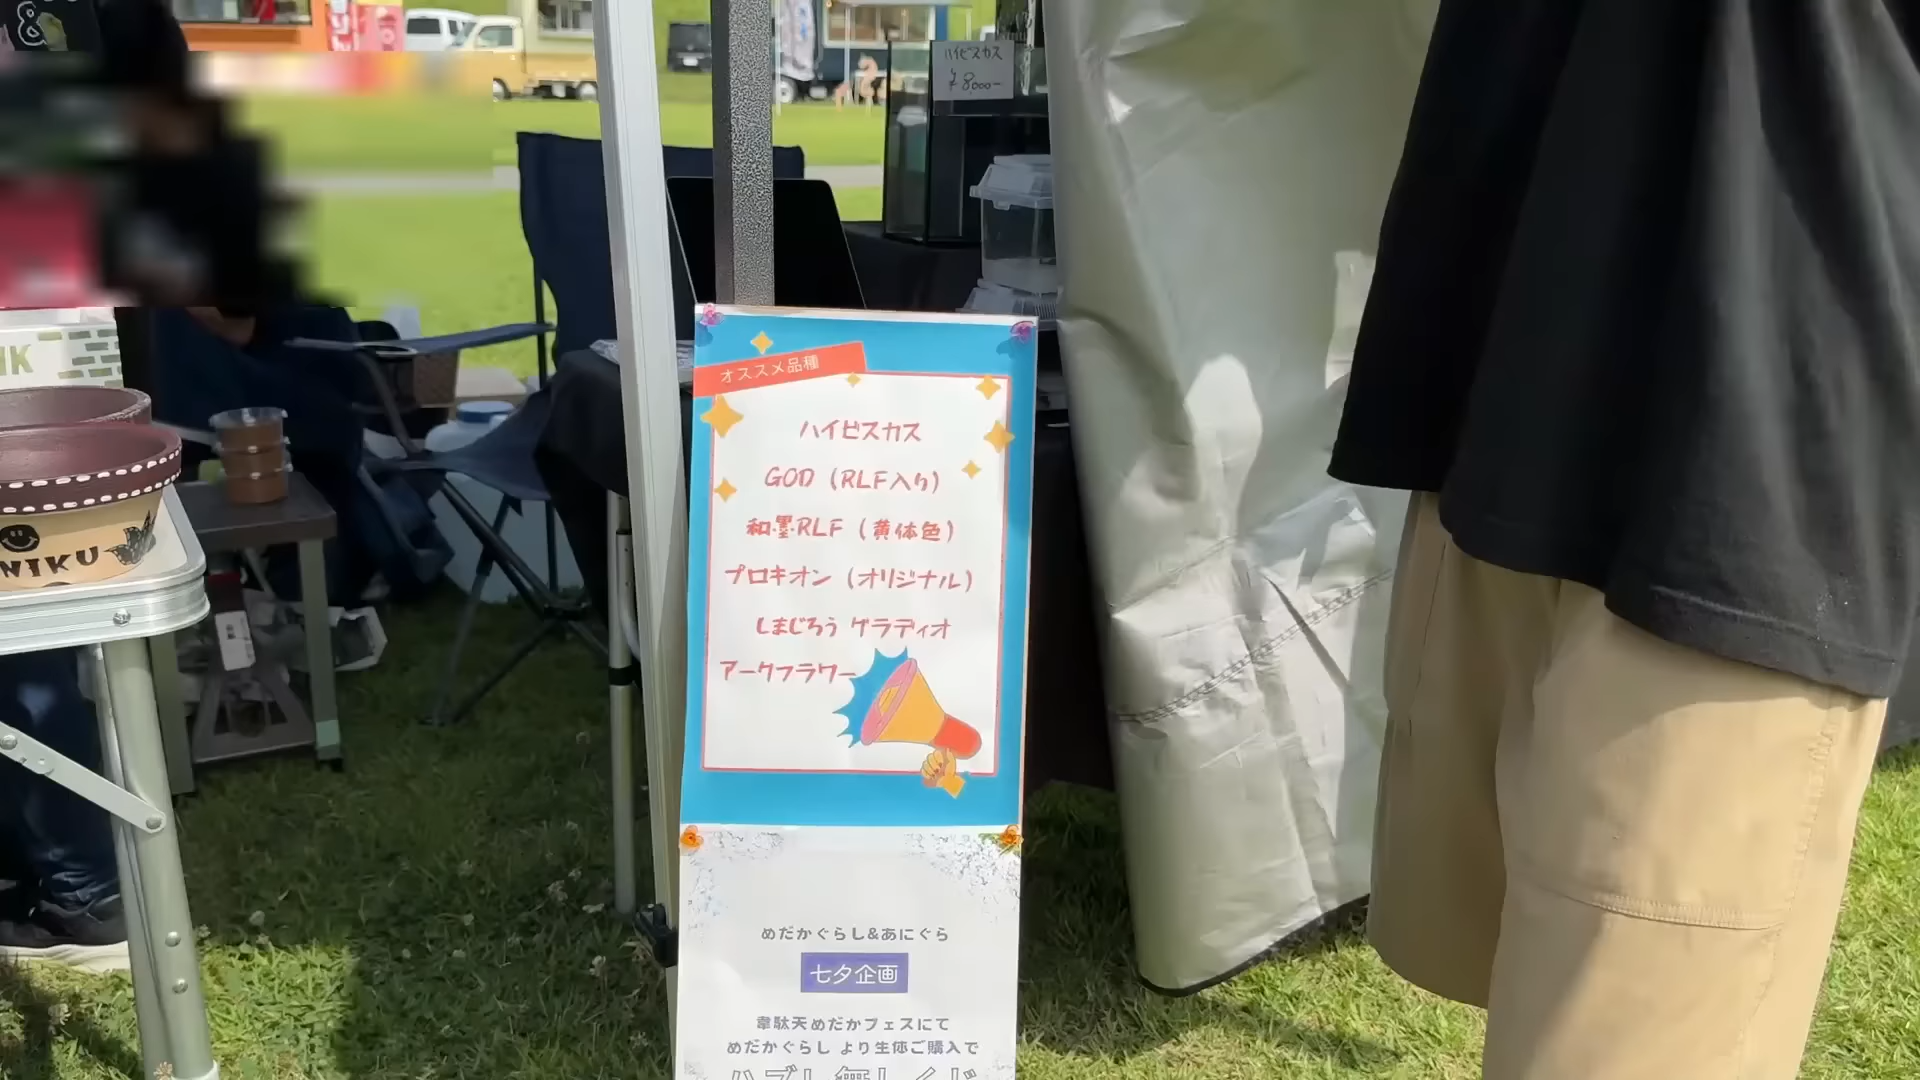 &
ハイビスカス
¥8,000-
オススメ品種
ハイビスカス
GOD（RLF入り）
和墨RLF（黄体色）
プロキオン（オリジナル）
しまじろう ゲラディオ
アークフラワー
NIKU
めだかぐらし&あにぐら
七夕企画
韋駄天めだかフェスにて
めだかぐらし より生体ご購入で